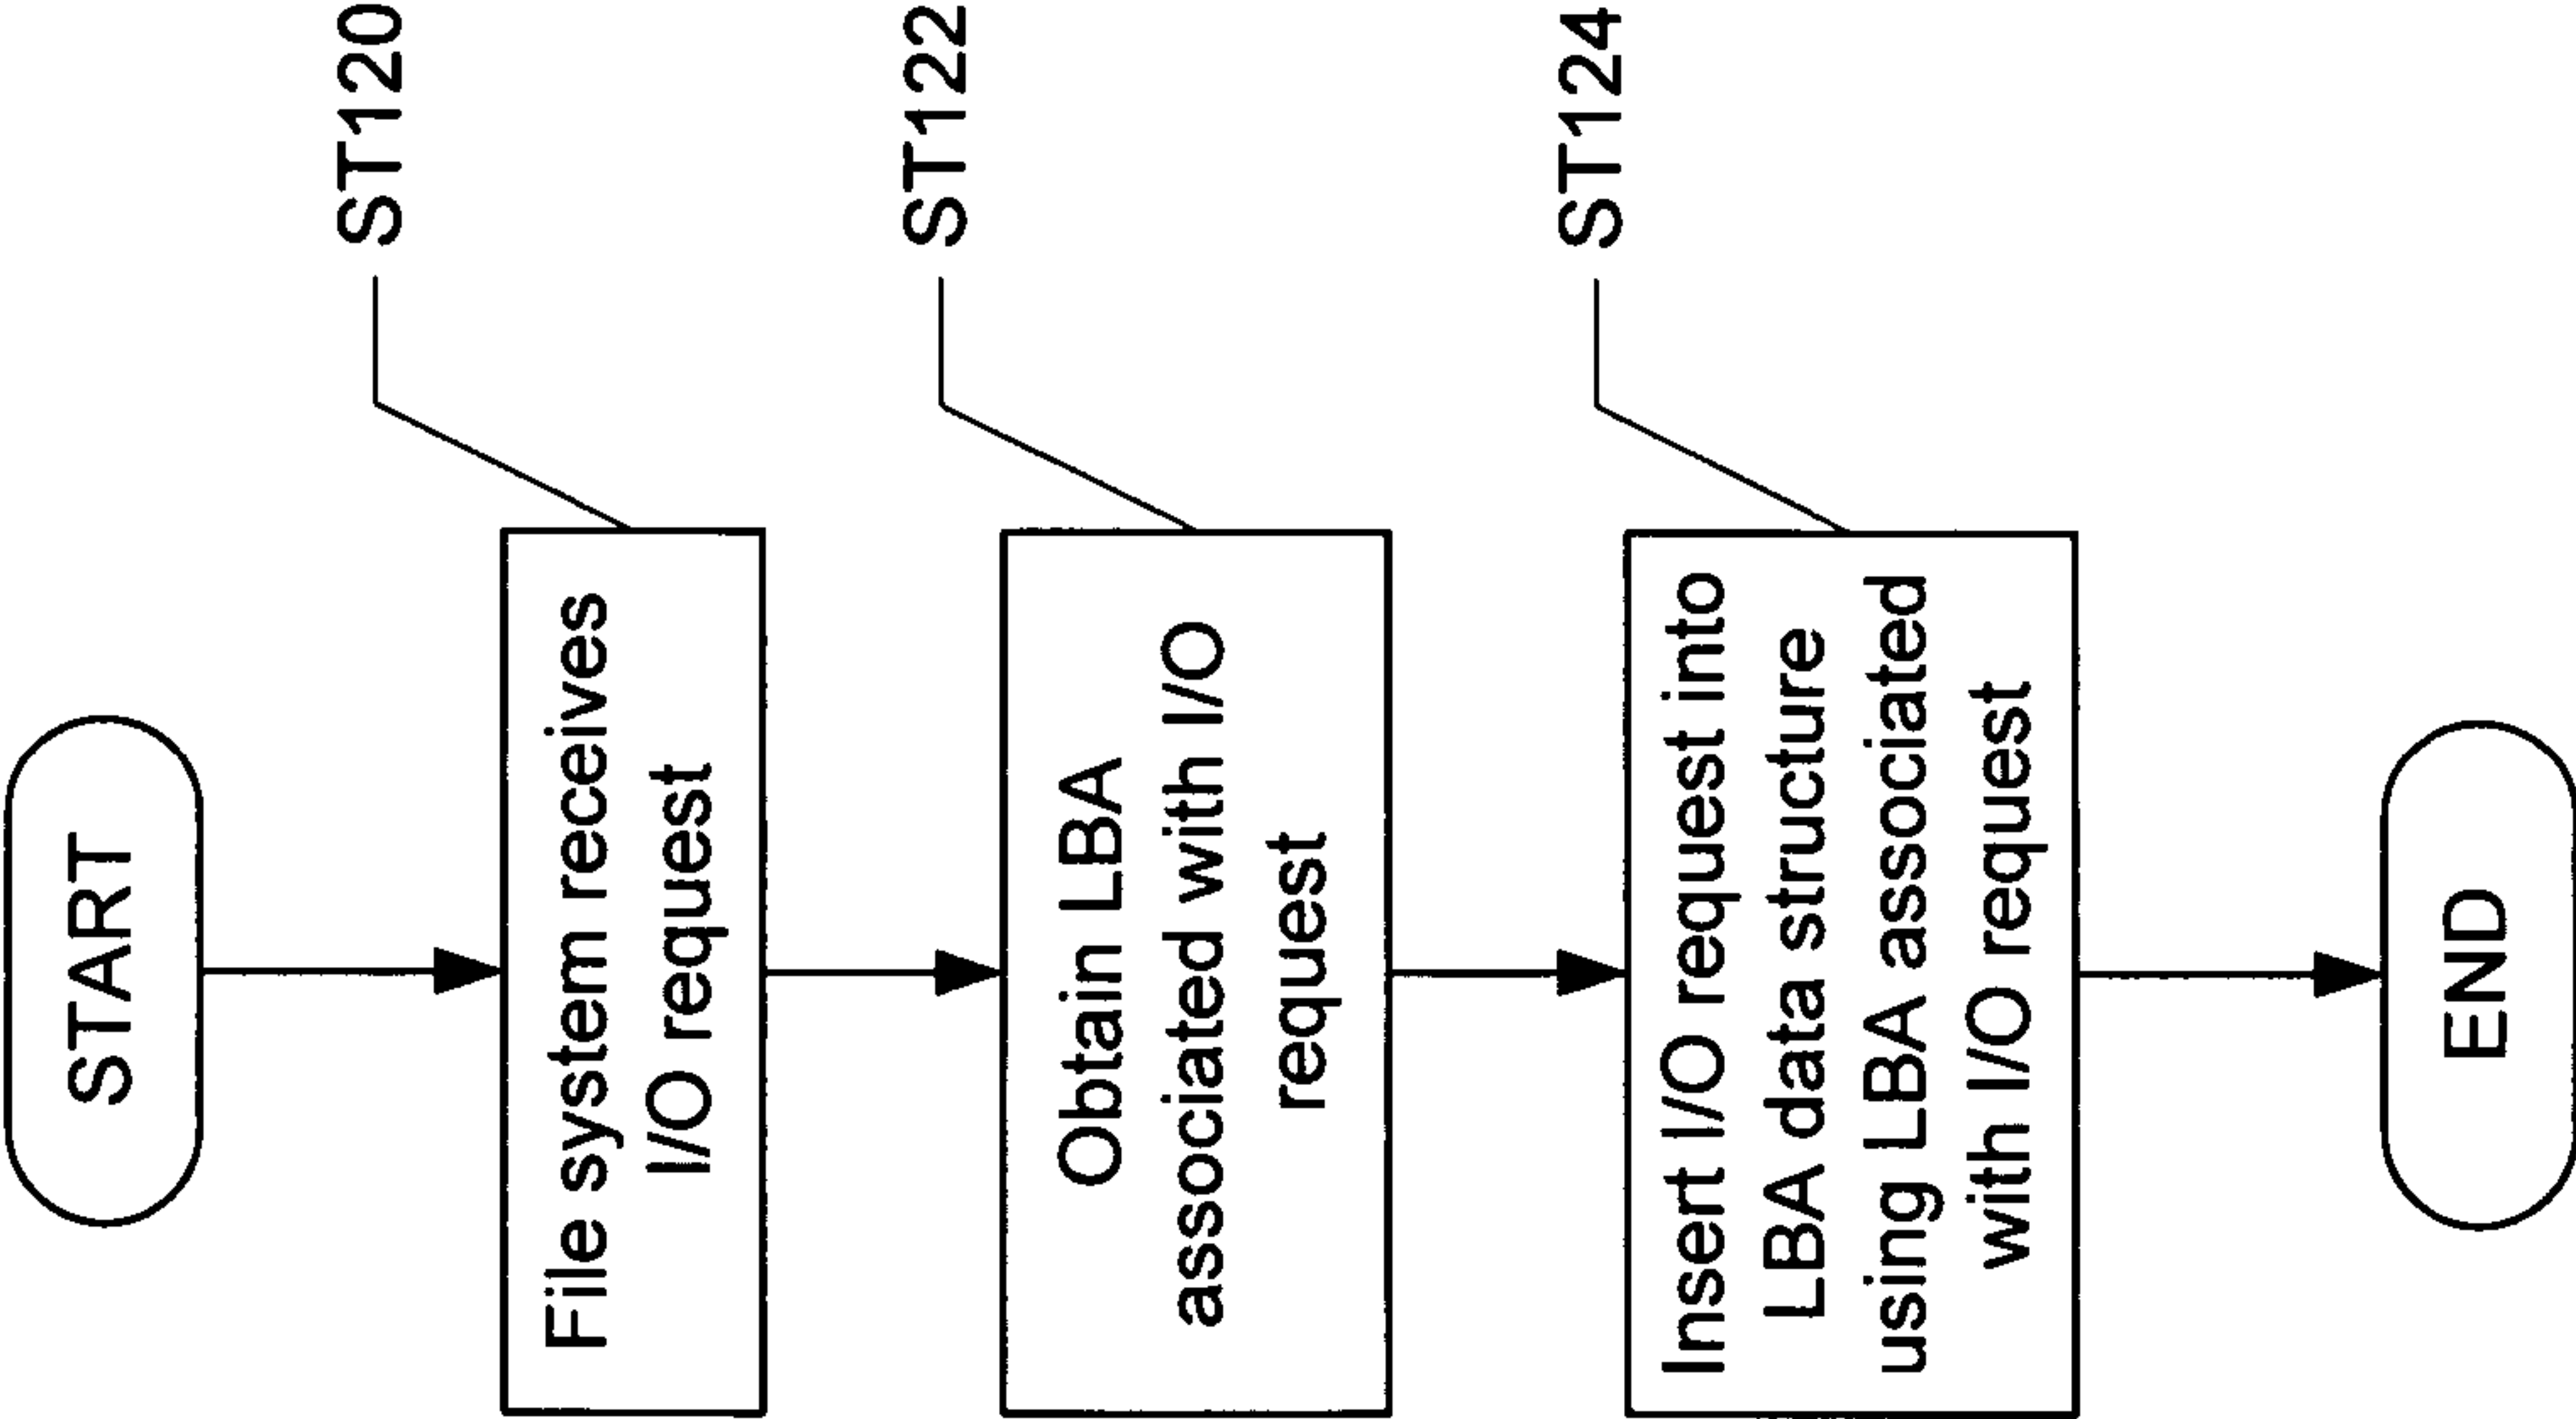 START
File system receives
I/O request
ST120
Obtain LBA
associated with I/O
request
ST122
Insert I/O request into
LBA data structure
using LBA associated
with I/O request
ST124
END